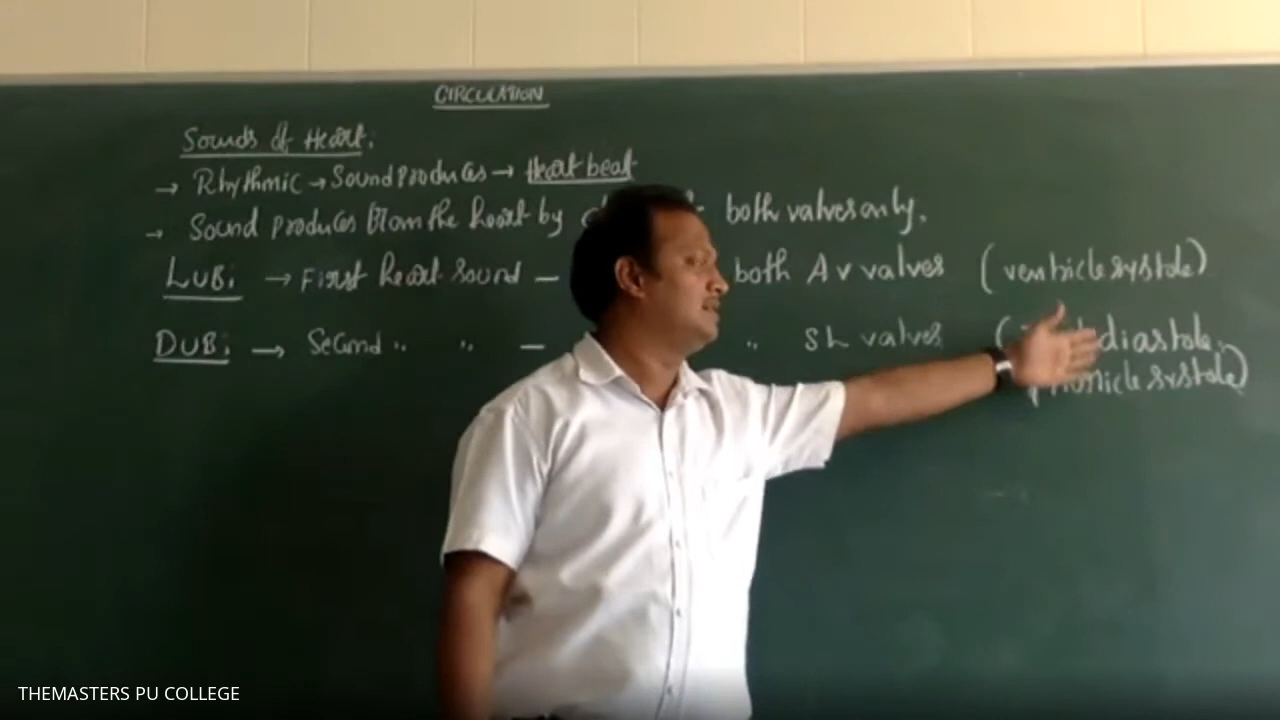 CIRCULATION
Sounds of Heart:
→ Rhythmic → Sound Produces → Heart beat
→ Sound produces from the heart by both valves only.
LUB: → First heart sound — both AV valves (ventricle systole)
DUB: → Second " " — " SL valves ( diastole,
systole)
THEMASTERS PU COLLEGE